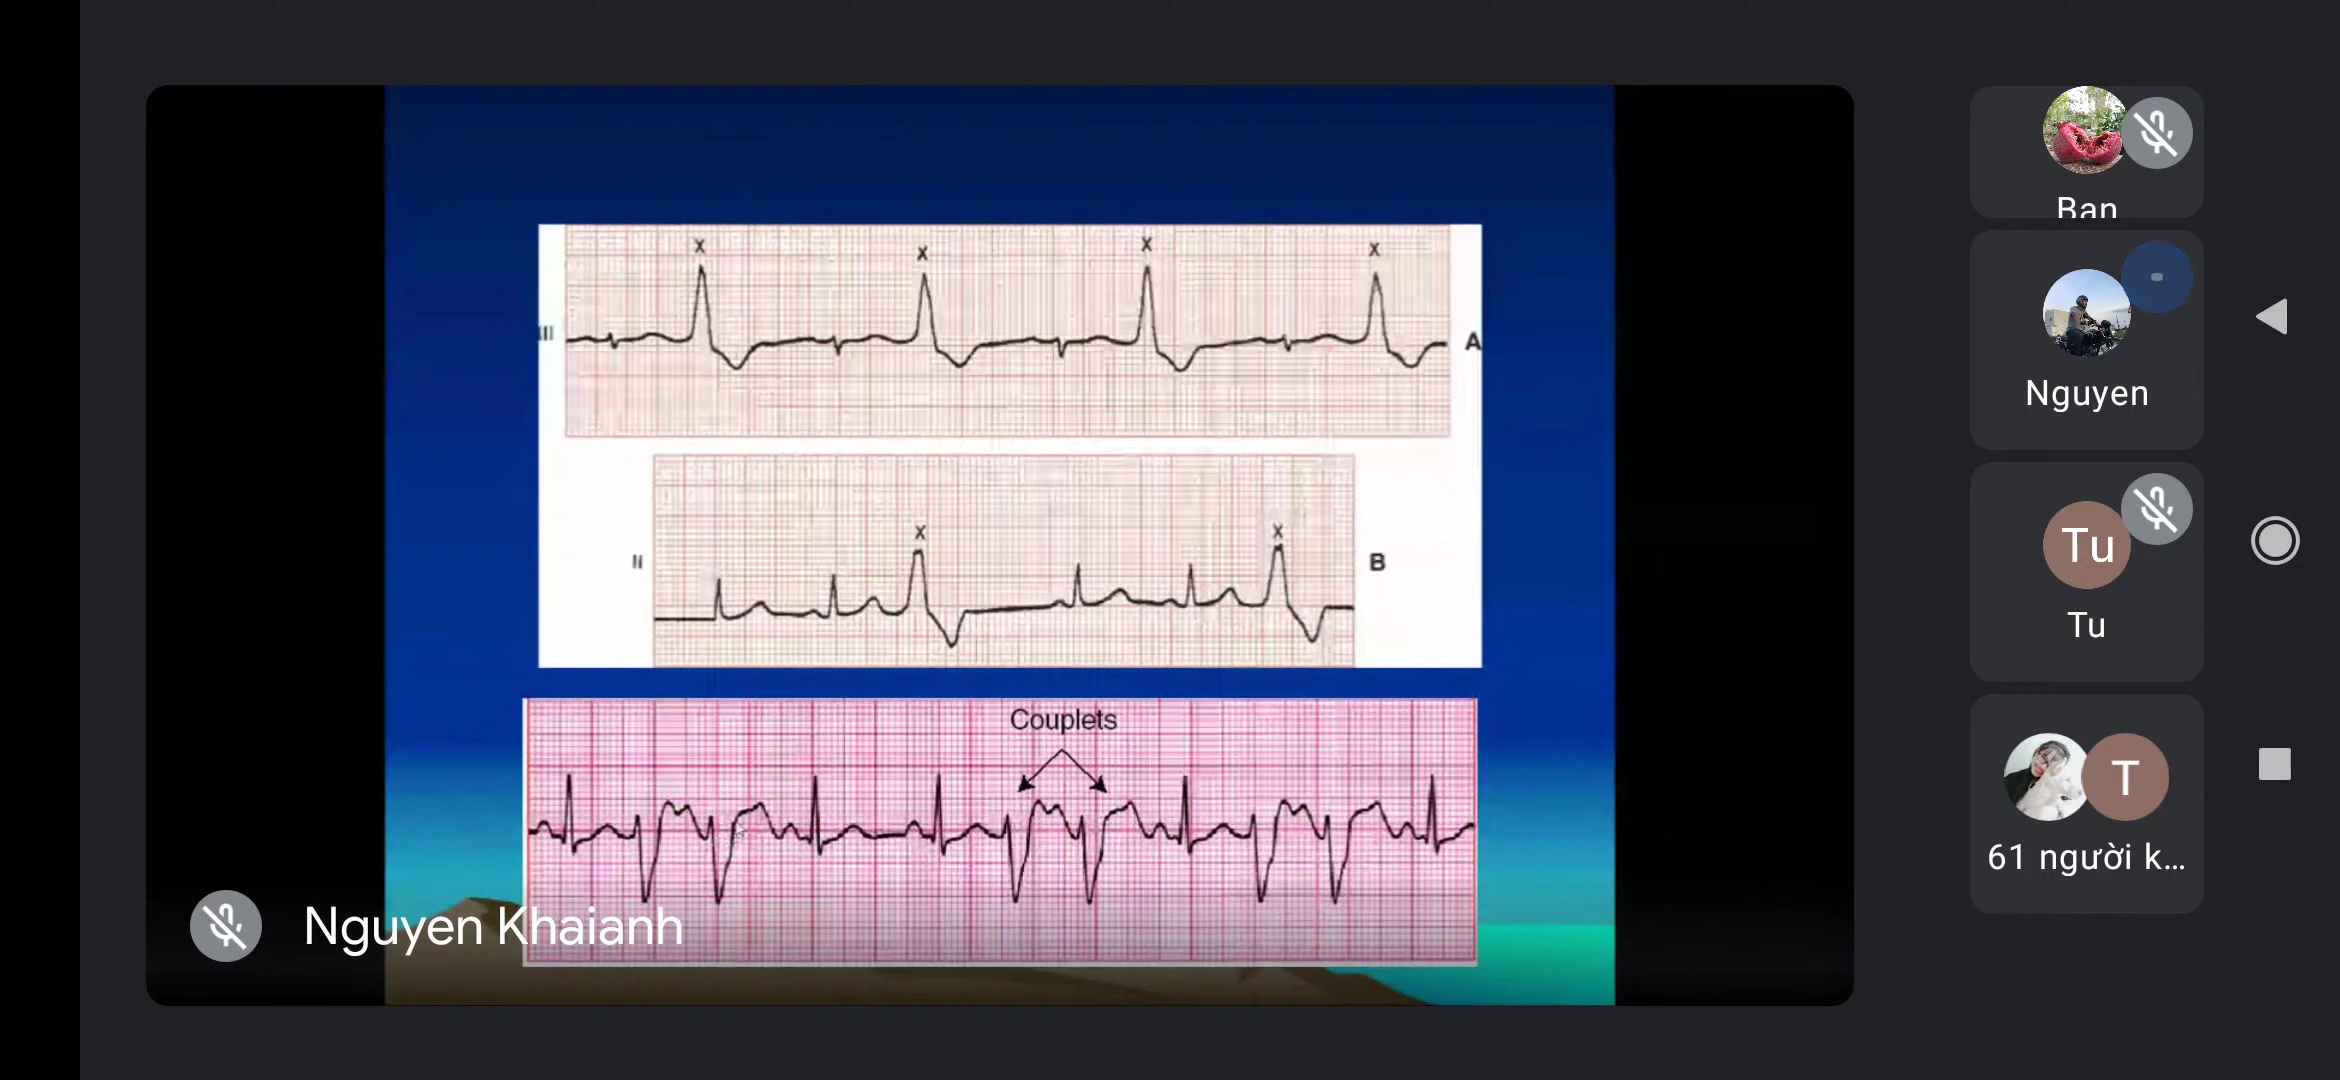 X X X X
III
A
X X
II
B
Couplets
Nguyen Khaianh
Ban
Nguyen
Tu
Tu
T
61 người k...